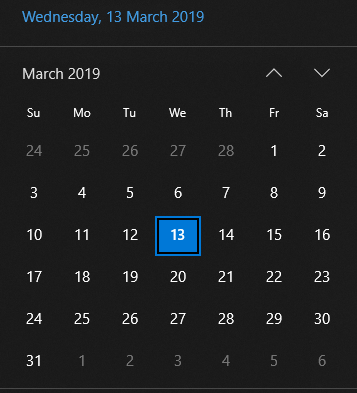 Wednesday, 13 March 2019
March 2019
Su Mo Tu We Th Fr Sa
24 25 26 27 28 1 2
3 4 5 6 7 8 9
10 11 12 13 14 15 16
17 18 19 20 21 22 23
24 25 26 27 28 29 30
31 1 2 3 4 5 6